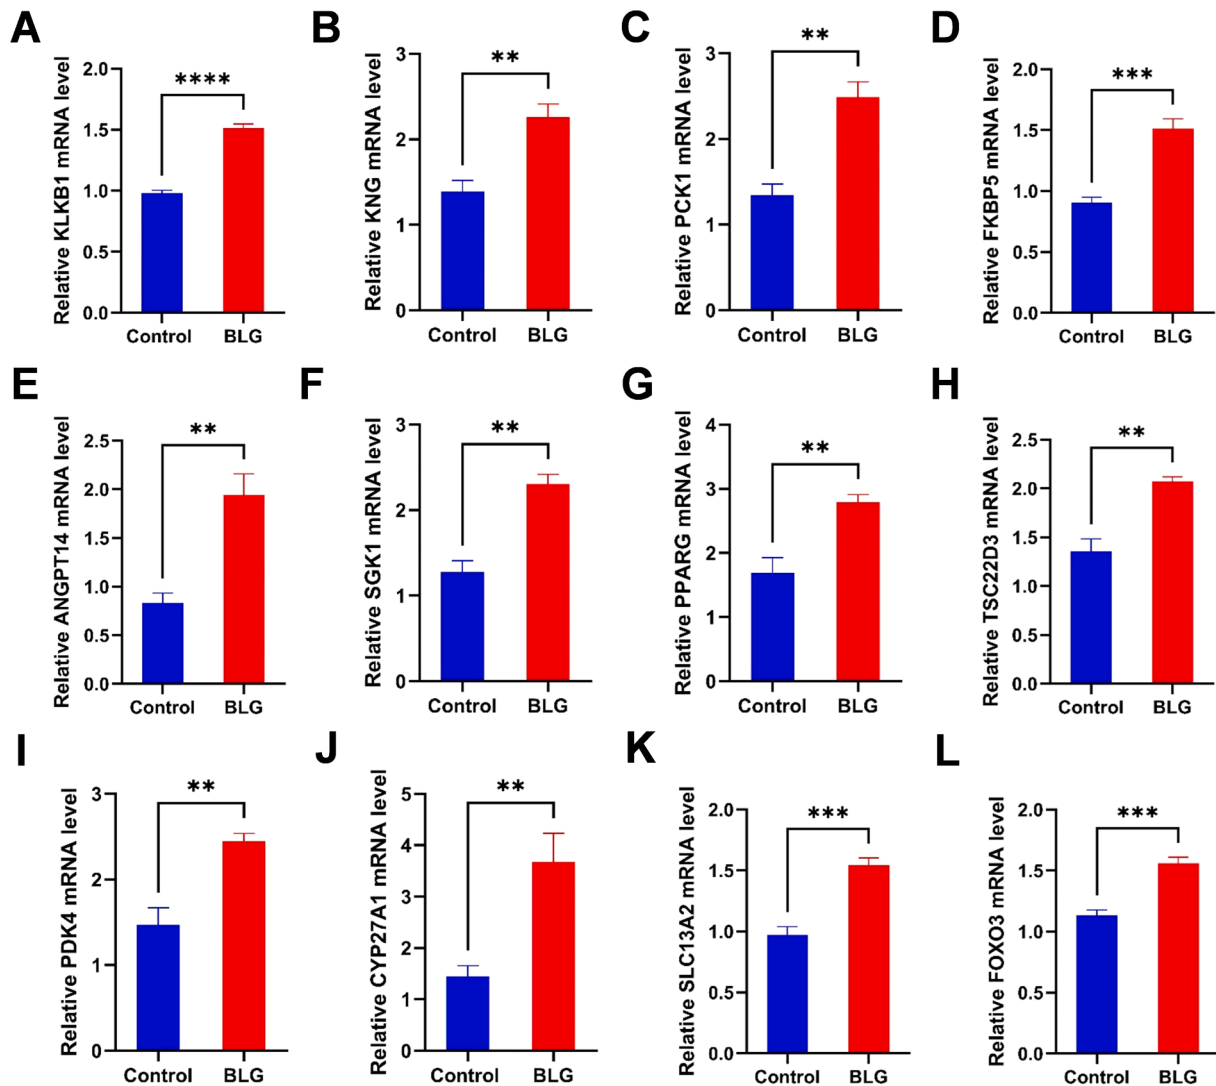 A
Relative KLKB1 mRNA level
2.0
1.5
1.0
0.5
0.0
****
Control BLG
B
Relative KNG mRNA level
3
2
1
0
**
Control BLG
C
Relative PCK1 mRNA level
3
2
1
0
**
Control BLG
D
Relative FKBP5 mRNA level
2.0
1.5
1.0
0.5
0.0
***
Control BLG
E
Relative ANGPT14 mRNA level
2.5
2.0
1.5
1.0
0.5
0.0
**
Control BLG
F
Relative SGK1 mRNA level
3
2
1
0
**
Control BLG
G
Relative PPARG mRNA level
4
3
2
1
0
**
Control BLG
H
Relative TSC22D3 mRNA level
2.5
2.0
1.5
1.0
0.5
0.0
**
Control BLG
I
Relative PDK4 mRNA level
3
2
1
0
**
Control BLG
J
Relative CYP27A1 mRNA level
5
4
3
2
1
0
**
Control BLG
K
Relative SLC13A2 mRNA level
2.0
1.5
1.0
0.5
0.0
***
Control BLG
L
Relative FOXO3 mRNA level
2.0
1.5
1.0
0.5
0.0
***
Control BLG